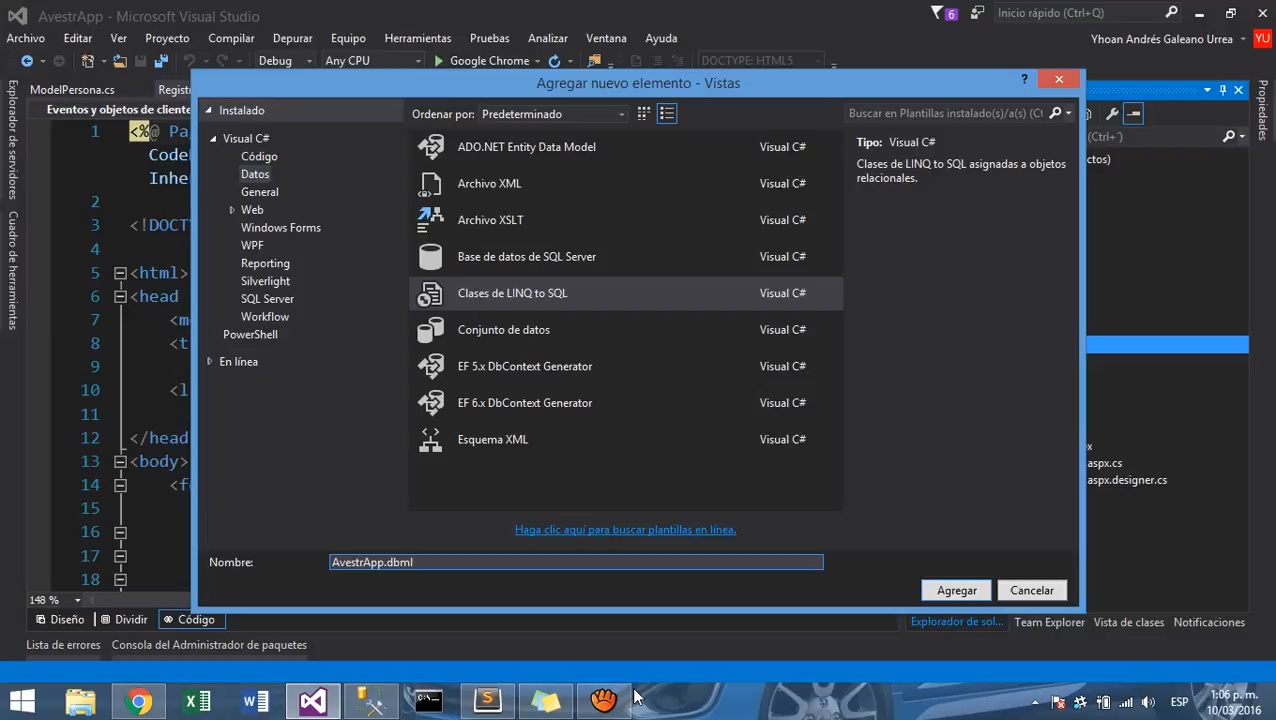 AvestrApp - Microsoft Visual Studio
6
Inicio rápido (Ctrl+Q)
Archivo Editar Ver Proyecto Compilar Depurar Equipo Herramientas Pruebas Analizar Ventana Ayuda
Yhoan Andrés Galeano Urrea
YU
Debug Any CPU Google Chrome DOCTYPE: HTML5
Explorador de servidores
Cuadro de herramientas
Propiedades
ModelPersona.cs
Eventos y objetos de cliente
1 <%@ Pa
Code
Inhe
2
3 <!DOCTY
4
5 <html>
6 <head
7 <m
8 <t
9
10 <l
11
12 </head
13 <body>
14 <f
15
16
17
18
148 %
Diseño Dividir Código
Lista de errores Consola del Administrador de paquetes
Agregar nuevo elemento - Vistas
?
Instalado
Visual C#
Código
Datos
General
Web
Windows Forms
WPF
Reporting
Silverlight
SQL Server
Workflow
PowerShell
En línea
Ordenar por: Predeterminado
ADO.NET Entity Data Model Visual C#
Archivo XML Visual C#
Archivo XSLT Visual C#
Base de datos de SQL Server Visual C#
Clases de LINQ to SQL Visual C#
Conjunto de datos Visual C#
EF 5.x DbContext Generator Visual C#
EF 6.x DbContext Generator Visual C#
Esquema XML Visual C#
Haga clic aquí para buscar plantillas en línea.
Buscar en Plantillas instalado(s)/a(s) (Ct
Tipo: Visual C#
Clases de LINQ to SQL asignadas a objetos
relacionales.
Nombre: AvestrApp.dbml
Agregar Cancelar
aspx.cs
aspx.designer.cs
Explorador de sol... Team Explorer Vista de clases Notificaciones
ESP
1:06 p. m.
10/03/2016